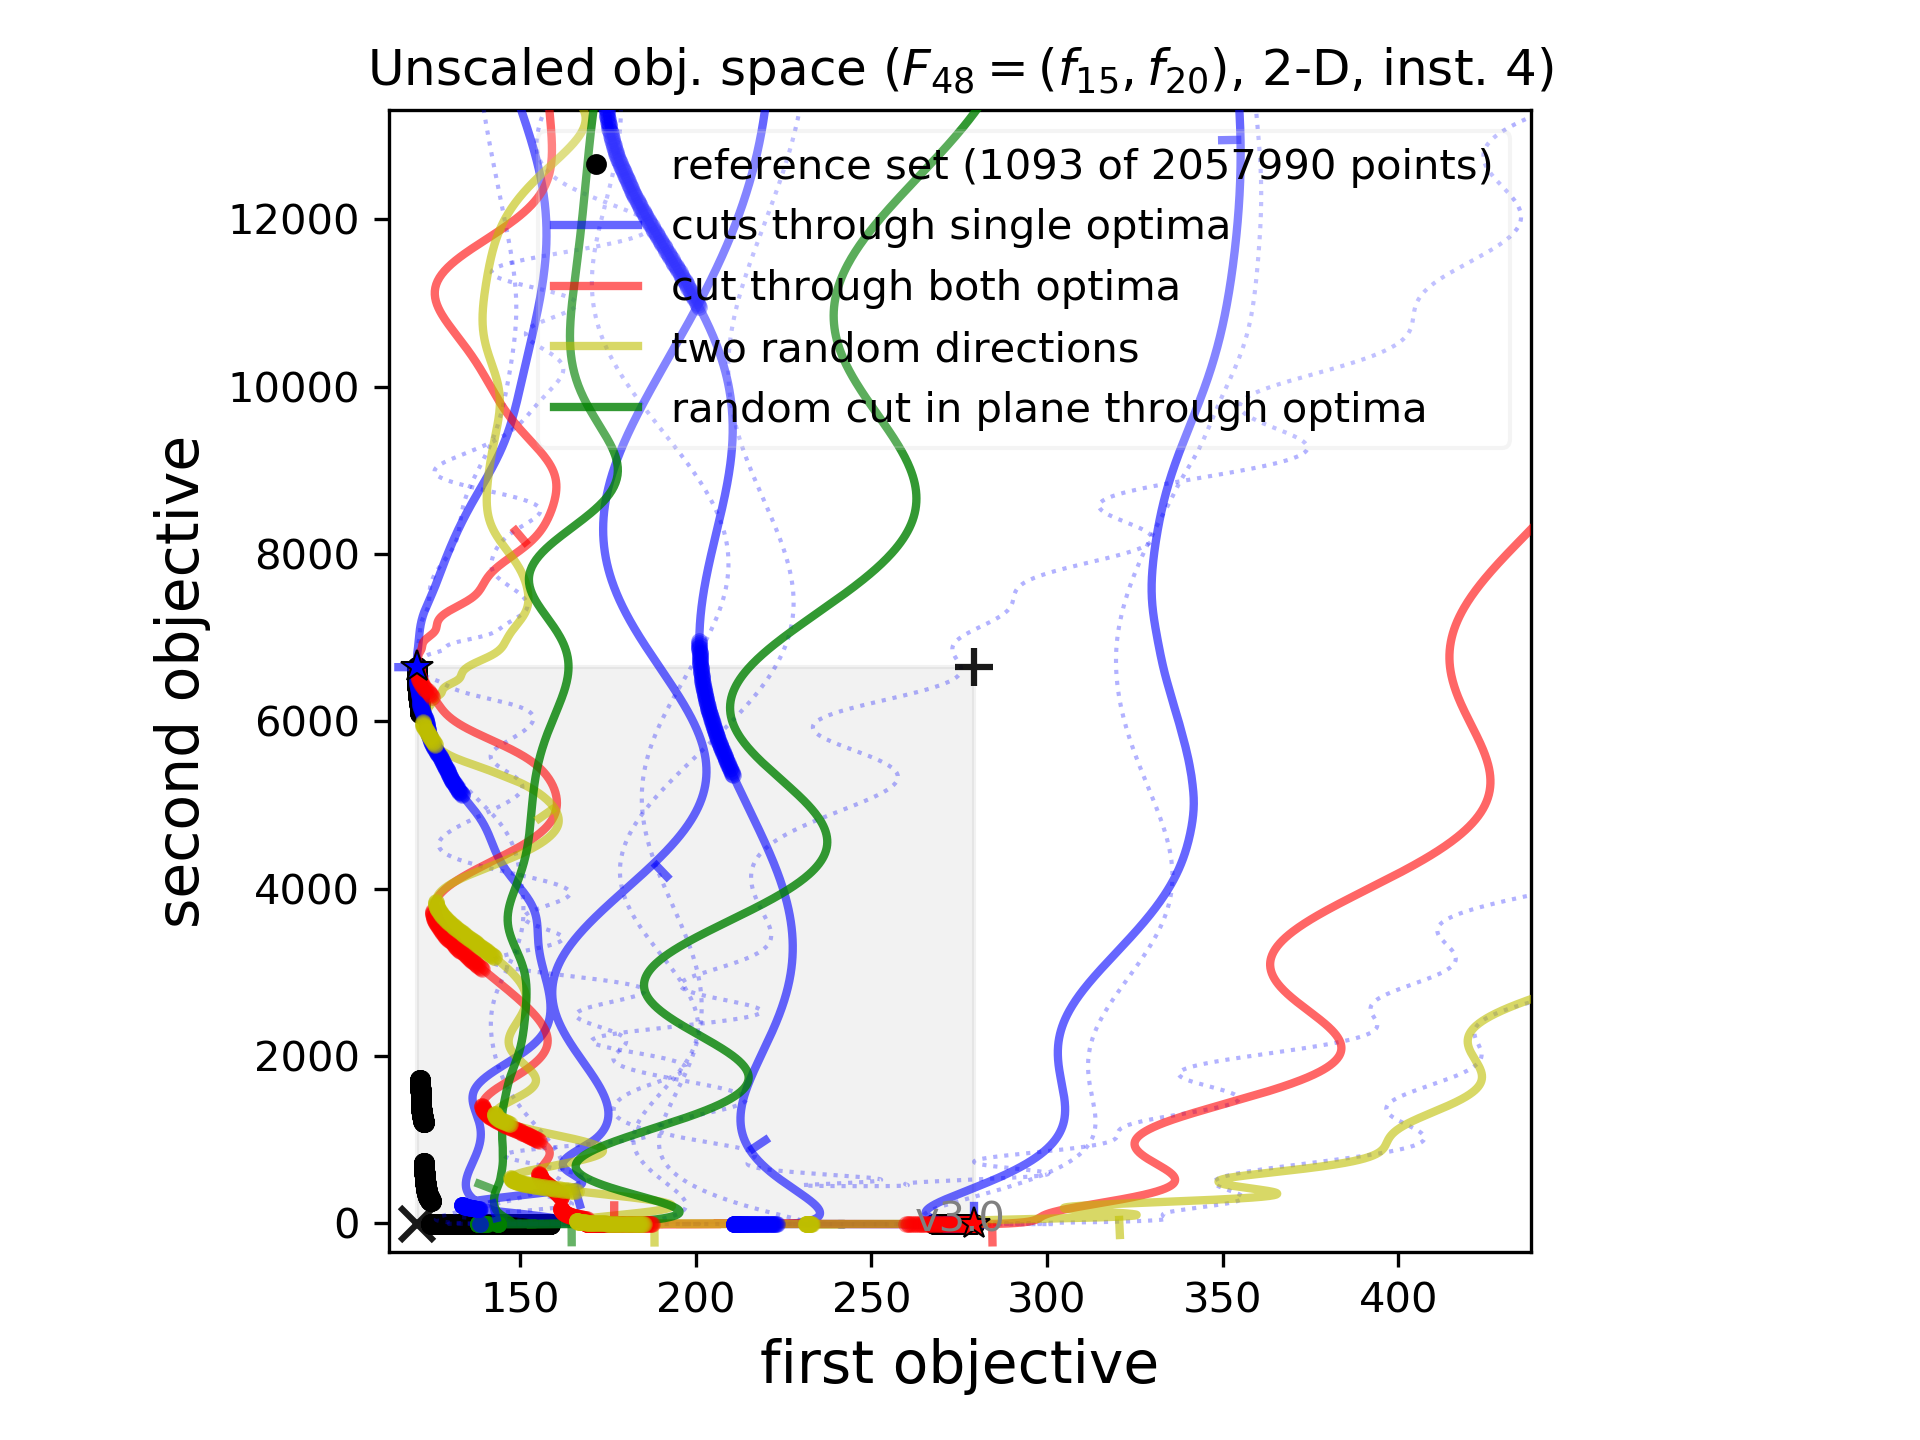 Unscaled obj. space (F48 = (f15, f20), 2-D, inst. 4)
reference set (1093 of 2057990 points)
cuts through single optima
cut through both optima
two random directions
random cut in plane through optima
second objective
12000
10000
8000
6000
4000
2000
0
v3.0
150 200 250 300 350 400
first objective